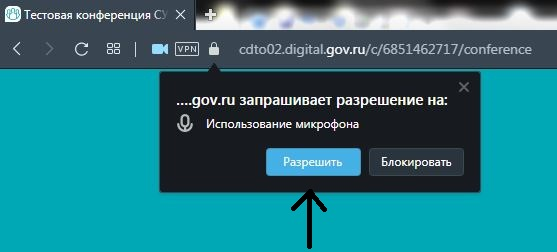 Тестовая конференция СУ
VPN
cdto02.digital.gov.ru/c/6851462717/conference
....gov.ru запрашивает разрешение на:
Использование микрофона
Разрешить
Блокировать